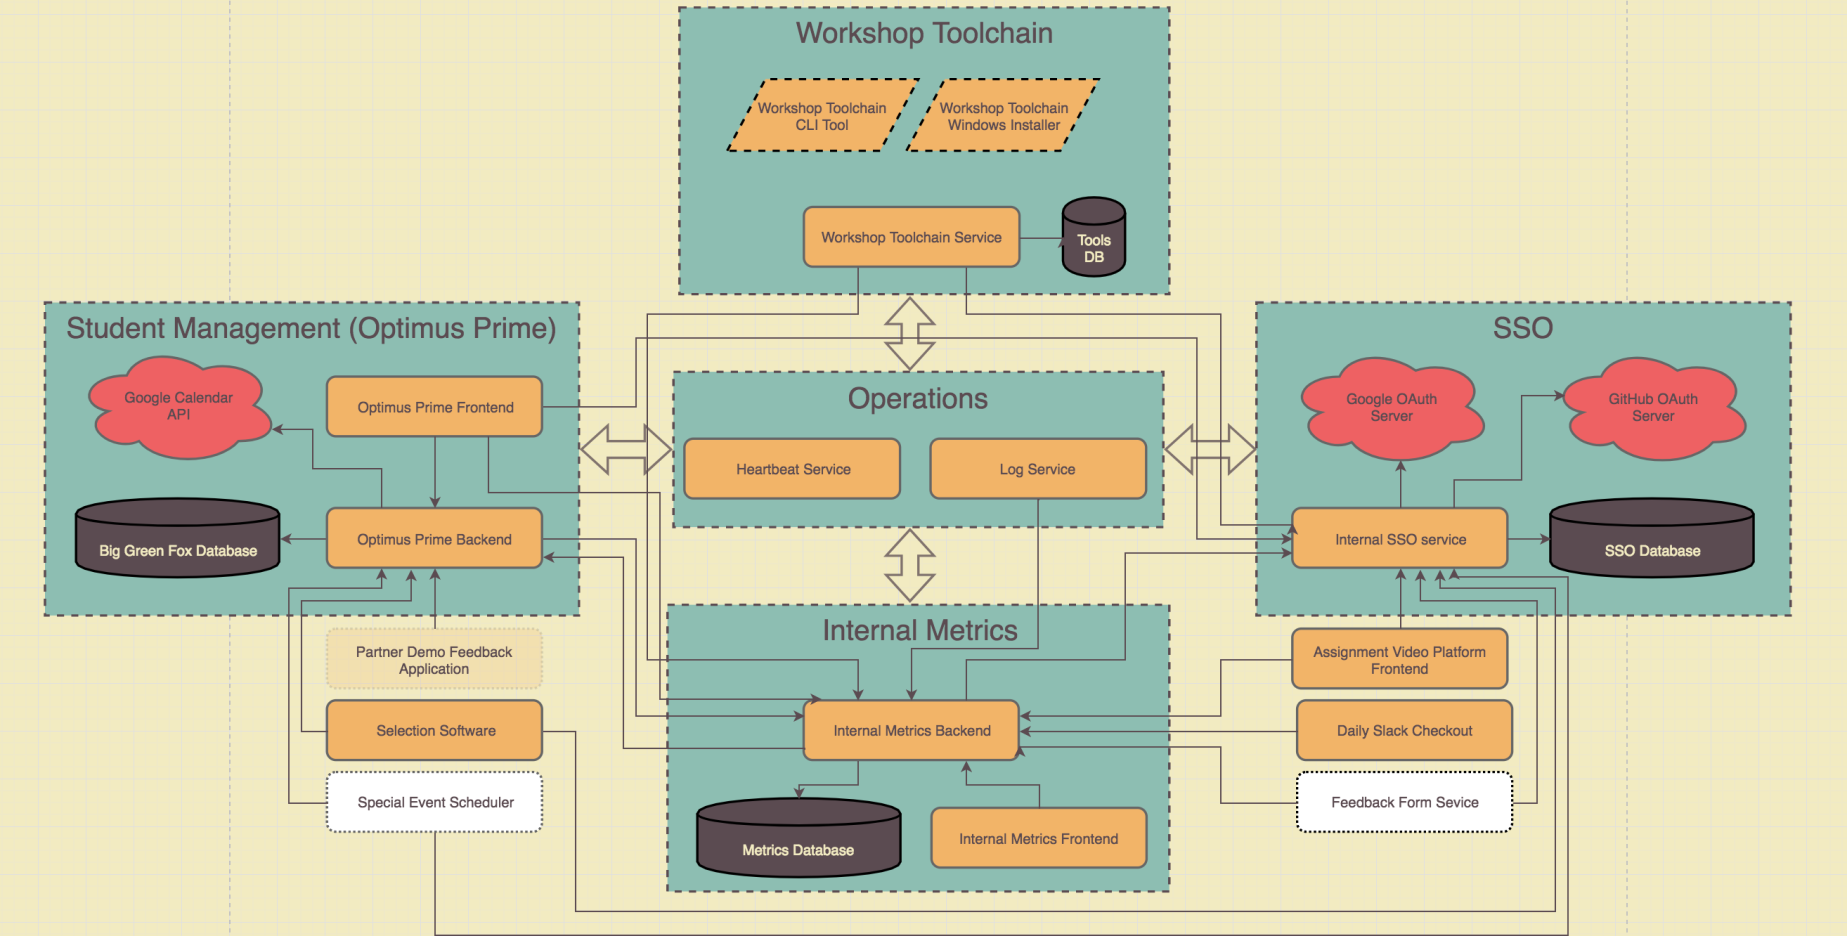 Workshop Toolchain
Workshop Toolchain
CLI Tool
Workshop Toolchain
Windows Installer
Workshop Toolchain Service
Tools
DB
Student Management (Optimus Prime)
Google Calendar
API
Optimus Prime Frontend
Big Green Fox Database
Optimus Prime Backend
Operations
Heartbeat Service
Log Service
SSO
Google OAuth
Server
GitHub OAuth
Server
Internal SSO service
SSO Database
Partner Demo Feedback
Application
Selection Software
Special Event Scheduler
Internal Metrics
Internal Metrics Backend
Metrics Database
Internal Metrics Frontend
Assignment Video Platform
Frontend
Daily Slack Checkout
Feedback Form Sevice